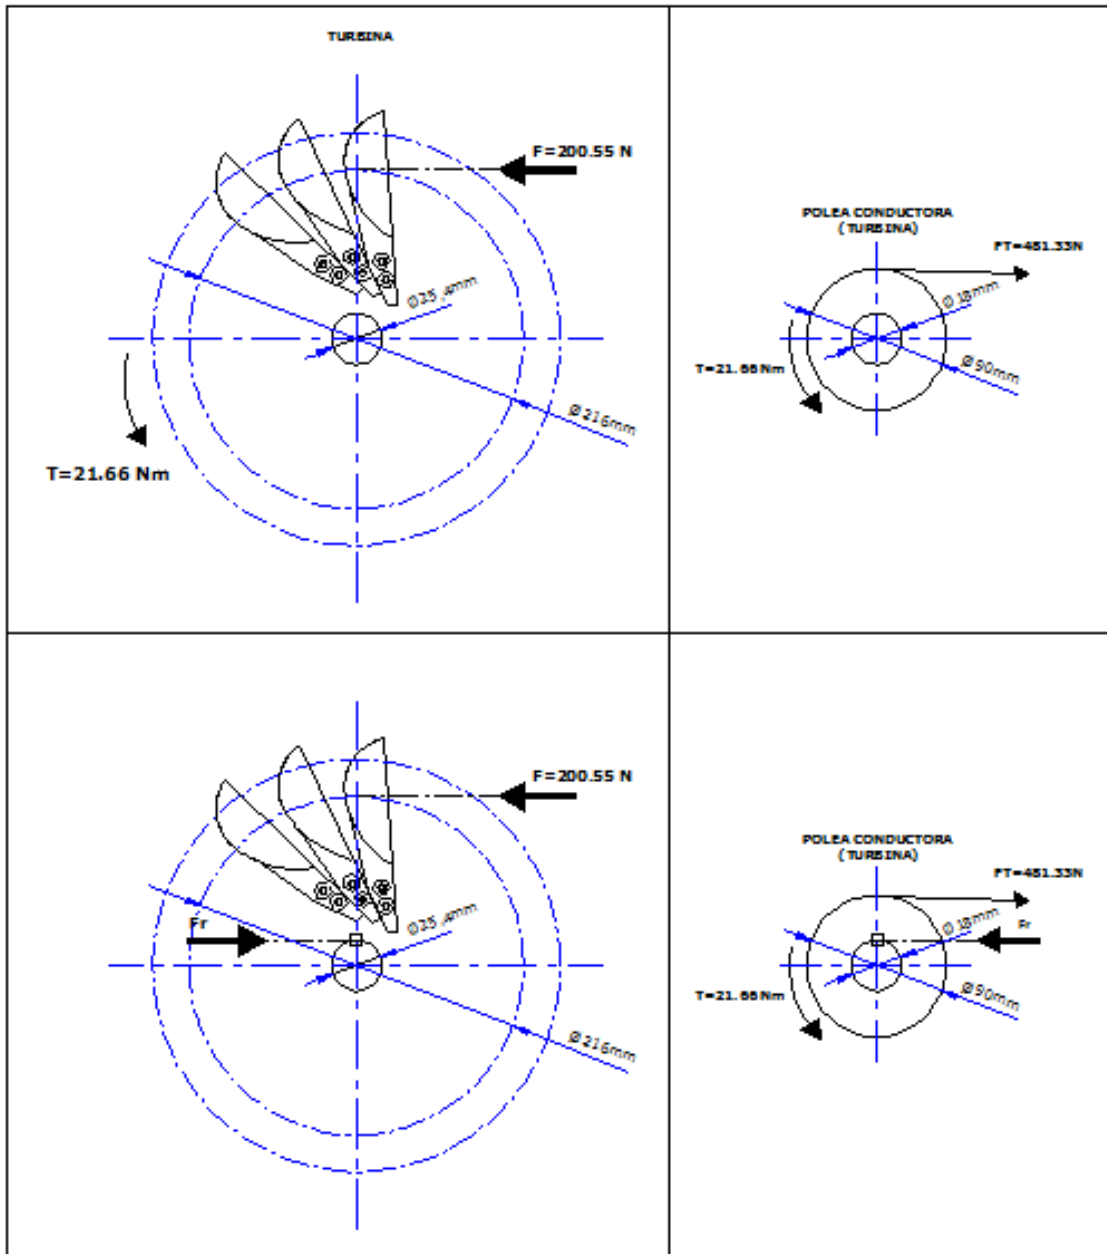 TURBINA
F=200.55 N
Ø25,4mm
Ø216mm
T=21.66 Nm
POLEA CONDUCTORA
(TURBINA)
FT=481.33N
Ø18mm
T=21.66Nm
Ø90mm
F=200.55 N
Fr
Ø25,4mm
Ø216mm
POLEA CONDUCTORA
(TURBINA)
FT=481.33N
Ø18mm
Fr
T=21.66Nm
Ø90mm